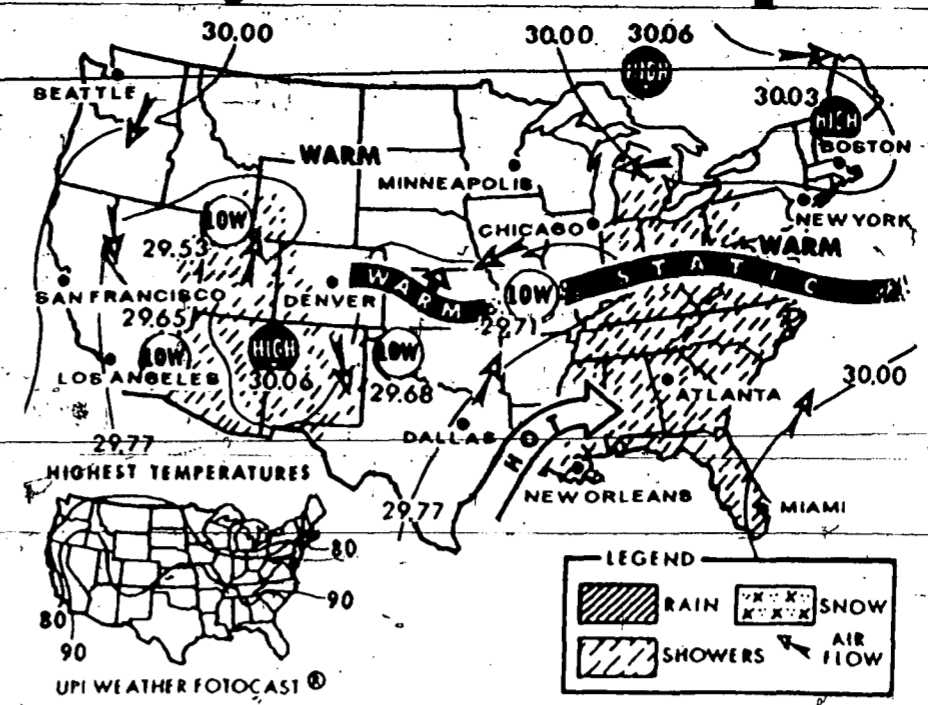 30.00
30.00
30.06
HIGH
SEATTLE
30.03
HIGH
BOSTON
WARM
MINNEAPOLIS
LOW
CHICAGO
NEW YORK
29.53
WARM
STATIC
WARM
SAN FRANCISCO
DENVER
LOW
29.65
29.71
LOW
HIGH
LOW
LOS ANGELES
30.06
29.68
ATLANTA
30.00
29.77
DALLAS
HOT
HIGHEST TEMPERATURES
NEW ORLEANS
29.77
MIAMI
80
90
80
90
UPI WEATHER FOTOCAST ®
LEGEND
RAIN
SNOW
SHOWERS
AIR
FLOW